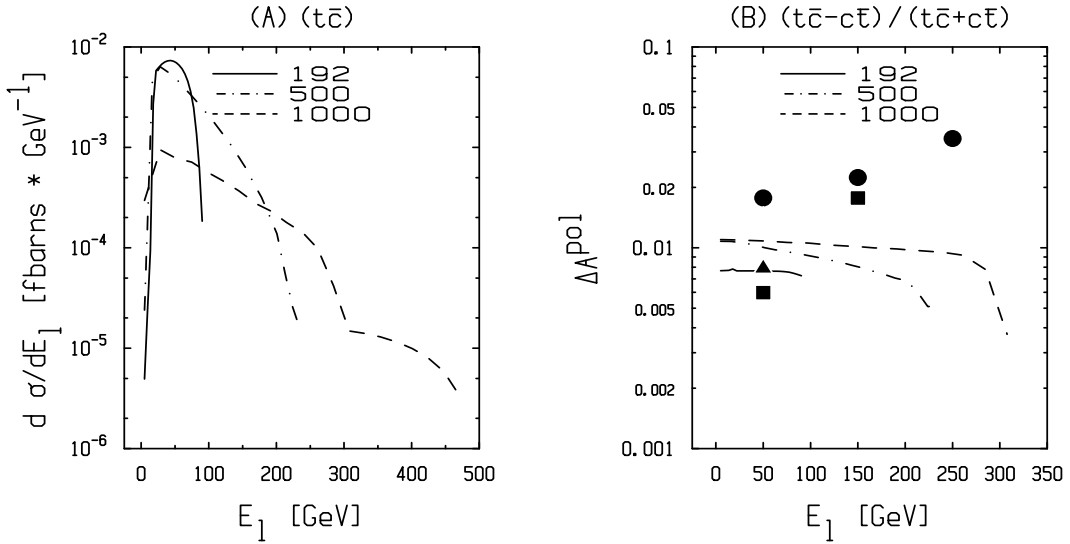 (A) (tc̄)
d σ/dE_l [fbarns * GeV⁻¹]
10⁻²
10⁻³
10⁻⁴
10⁻⁵
10⁻⁶
192
500
1000
0 100 200 300 400 500
E_l [GeV]
(B) (tc̄−ct̄)/(tc̄+ct̄)
ΔA^pol
0.1
0.05
0.02
0.01
0.005
0.002
0.001
192
500
1000
0 50 100 150 200 250 300 350
E_l [GeV]